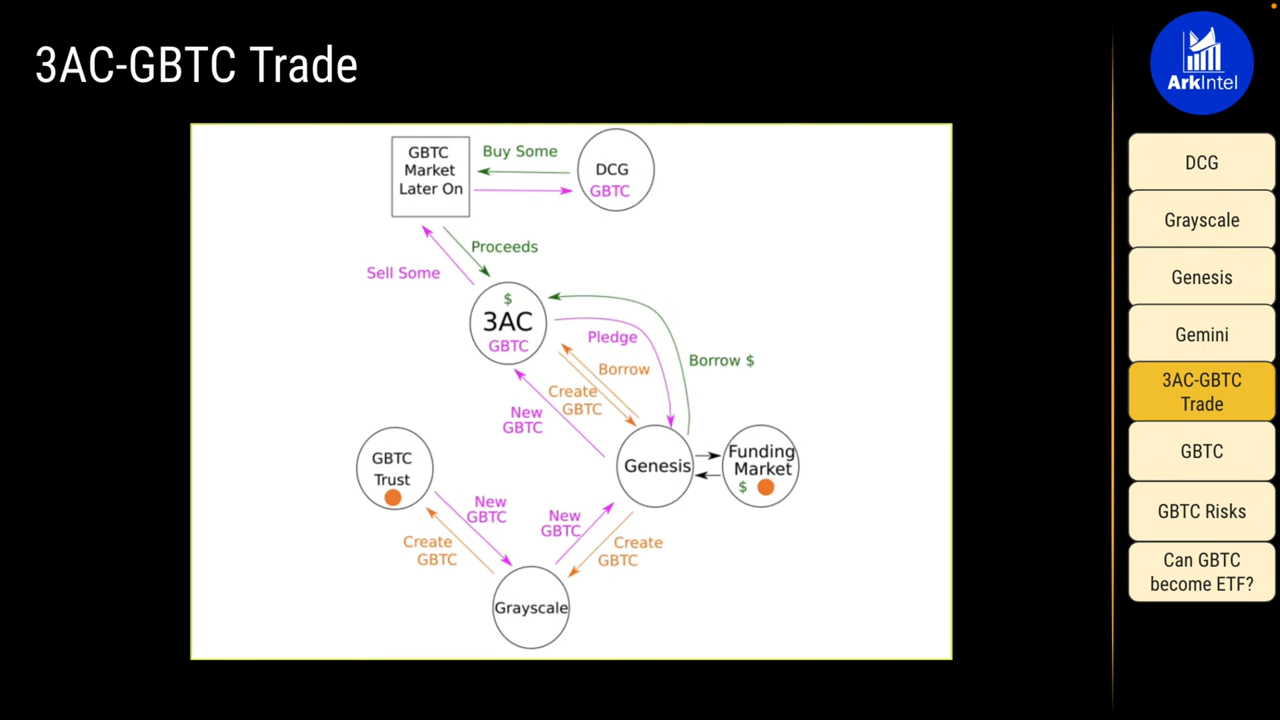 3AC-GBTC Trade
ArkIntel
GBTC
Market
Later On
Buy Some
DCG
GBTC
Proceeds
Sell Some
$
3AC
GBTC
Pledge
Borrow $
Borrow
Create
GBTC
New
GBTC
GBTC
Trust
Genesis
Funding
Market
$
New
GBTC
New
GBTC
Create
GBTC
Create
GBTC
Grayscale
DCG
Grayscale
Genesis
Gemini
3AC-GBTC
Trade
GBTC
GBTC Risks
Can GBTC
become ETF?